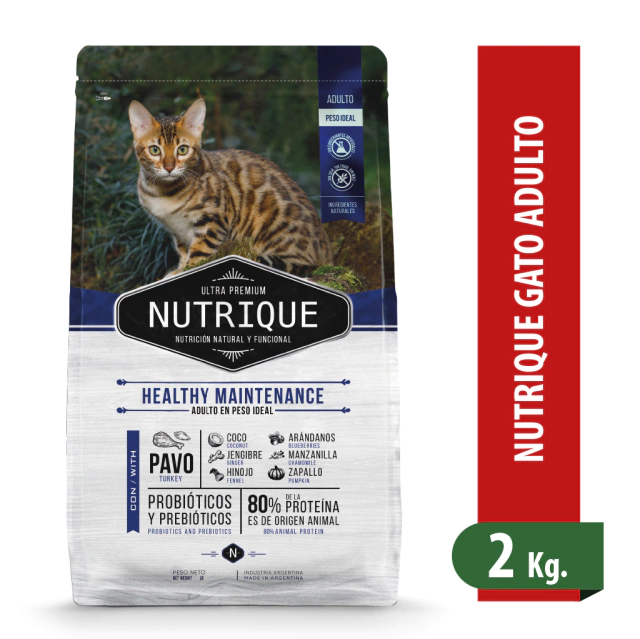 ADULTO
PESO IDEAL
INGREDIENTES
NATURALES
ULTRA PREMIUM
NUTRIQUE
NUTRICIÓN NATURAL Y FUNCIONAL
HEALTHY MAINTENANCE
ADULTO EN PESO IDEAL
CON / WITH
PAVO
TURKEY
COCO
COCONUT
JENGIBRE
GINGER
HINOJO
FENNEL
ARÁNDANOS
BLUEBERRIES
MANZANILLA
CHAMOMILE
ZAPALLO
PUMPKIN
PROBIÓTICOS
Y PREBIÓTICOS
PROBIOTICS AND PREBIOTICS
80% DE LA PROTEÍNA
ES DE ORIGEN ANIMAL
80% ANIMAL PROTEIN
N
PESO NETO
NET WEIGHT
INDUSTRIA ARGENTINA
MADE IN ARGENTINA
NUTRIQUE GATO ADULTO
2 Kg.